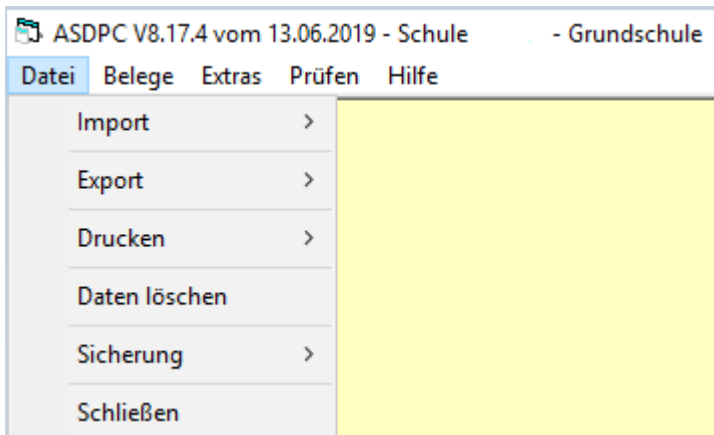 ASDPC V8.17.4 vom 13.06.2019 - Schule - Grundschule
Datei Belege Extras Prüfen Hilfe
Import
Export
Drucken
Daten löschen
Sicherung
Schließen